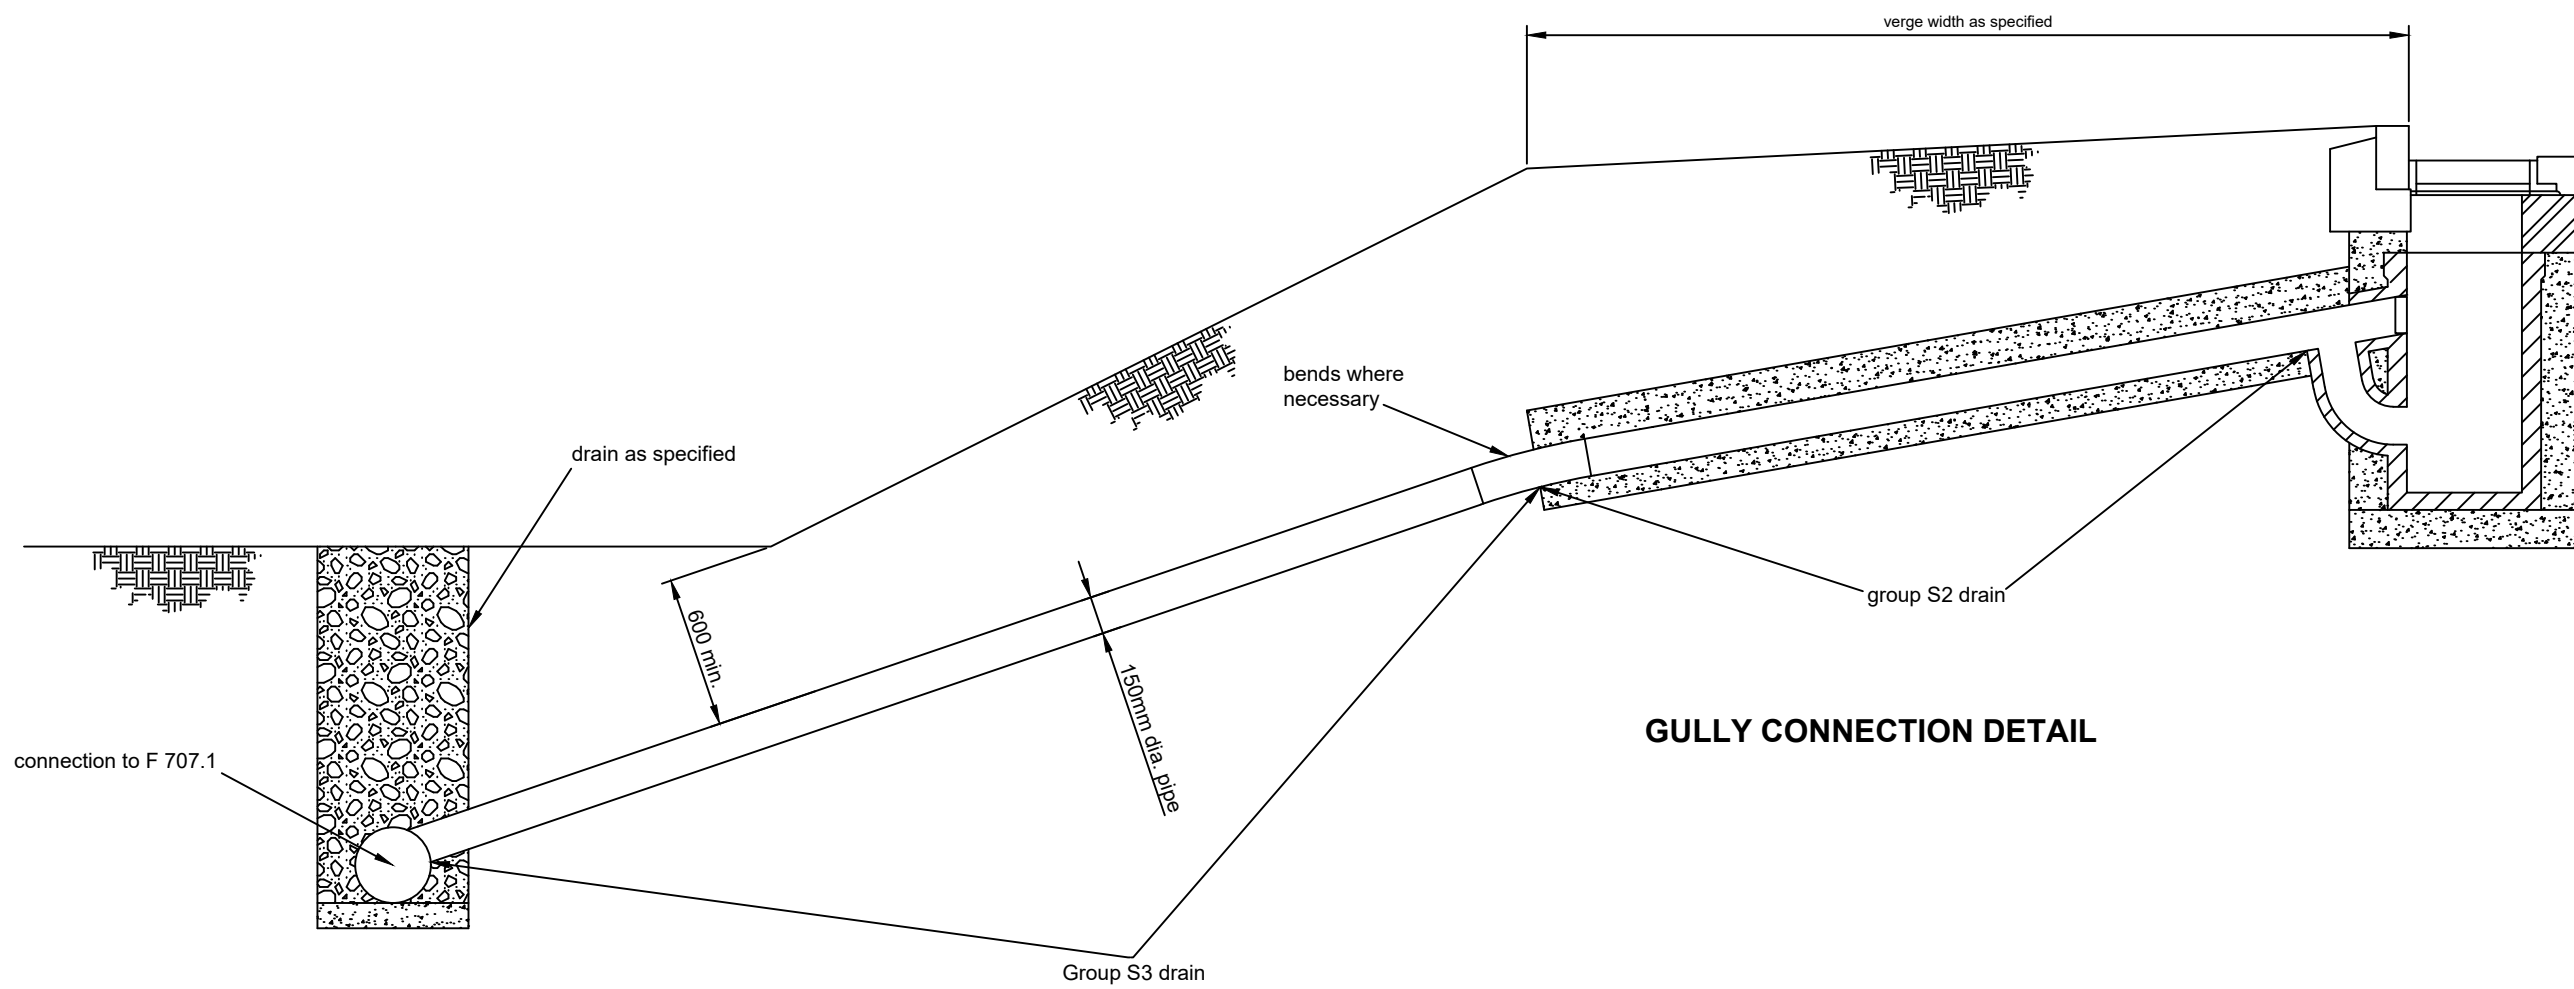 verge width as specified
bends where
necessary
drain as specified
group S2 drain
600 min.
150mm dia. pipe
GULLY CONNECTION DETAIL
connection to F 707.1
Group S3 drain